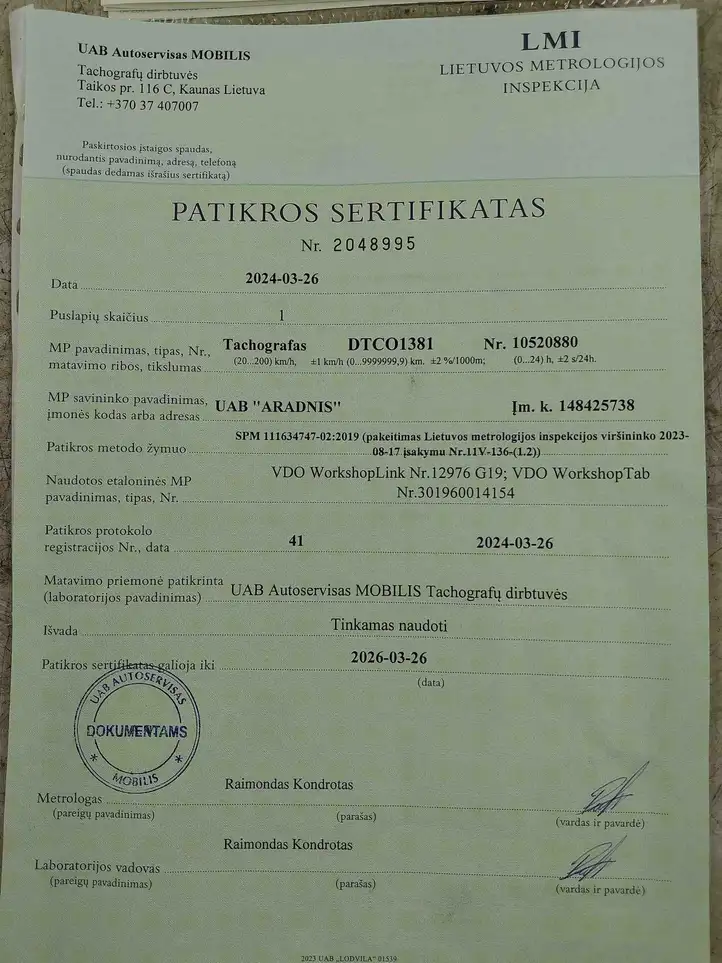 UAB Autoservisas MOBILIS
Tachografų dirbtuvės
Taikos pr. 116 C, Kaunas Lietuva
Tel.: +370 37 407007
LMI
LIETUVOS METROLOGIJOS
INSPEKCIJA
Paskirtosios įstaigos spaudas,
nurodantis pavadinimą, adresą, telefoną
(spaudas dedamas išrašius sertifikatą)
PATIKROS SERTIFIKATAS
Nr. 2048995
Data 2024-03-26
Puslapių skaičius 1
MP pavadinimas, tipas, Nr., Tachografas DTCO1381 Nr. 10520880
matavimo ribos, tikslumas (20...200) km/h, ±1 km/h (0...9999999,9) km. ±2 %/1000m; (0...24) h, ±2 s/24h.
MP savininko pavadinimas,
įmonės kodas arba adresas UAB "ARADNIS" Įm. k. 148425738
SPM 111634747-02:2019 (pakeitimas Lietuvos metrologijos inspekcijos viršininko 2023-
Patikros metodo žymuo 08-17 įsakymu Nr.11V-136-(1.2))
Naudotos etaloninės MP VDO WorkshopLink Nr.12976 G19; VDO WorkshopTab
pavadinimas, tipas, Nr. Nr.301960014154
Patikros protokolo
registracijos Nr., data 41 2024-03-26
Matavimo priemonė patikrinta
(laboratorijos pavadinimas) UAB Autoservisas MOBILIS Tachografų dirbtuvės
Išvada Tinkamas naudoti
Patikros sertifikatas galioja iki 2026-03-26
(data)
UAB AUTOSERVISAS
DOKUMENTAMS
* MOBILIS *
Raimondas Kondrotas
Metrologas
(pareigų pavadinimas) (parašas) (vardas ir pavardė)
Raimondas Kondrotas
Laboratorijos vadovas
(pareigų pavadinimas) (parašas) (vardas ir pavardė)
2023 UAB „LODVILA" 01539